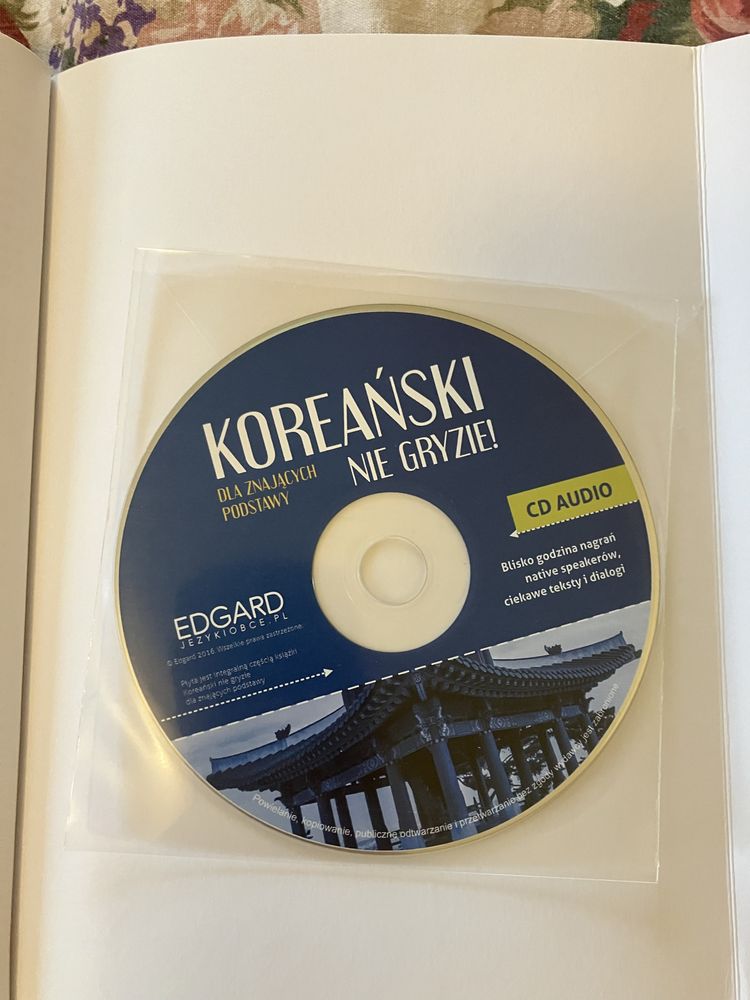 KOREAŃSKI
NIE GRYZIE!
DLA ZNAJĄCYCH
PODSTAWY
CD AUDIO
Blisko godzina nagrań
native speakerów,
ciekawe teksty i dialogi
EDGARD
JEZYKIOBCE.PL
© Edgard 2016. Wszelkie prawa zastrzeżone.
Płyta jest integralną częścią książki
Koreański nie gryzie
dla znających podstawy
Powielanie, kopiowanie, publiczne odtwarzanie i przetwarzanie bez zgody wydawcy jest zabronione